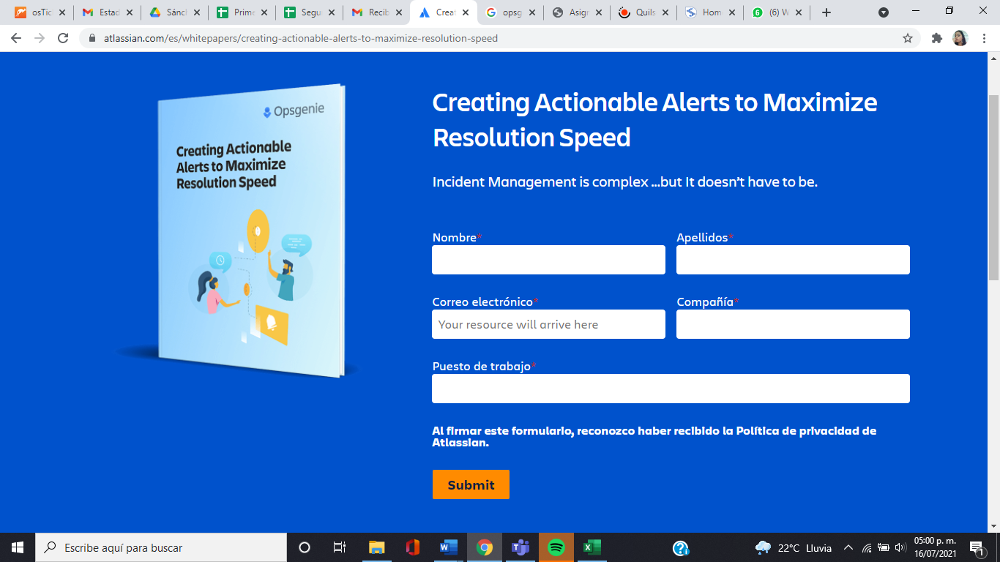 osTic
Estad
Sánch
Prime
Segu
Recib
Creat
opsg
Asigr
Quils
Hom
(6) W
atlassian.com/es/whitepapers/creating-actionable-alerts-to-maximize-resolution-speed
Opsgenie
Creating Actionable
Alerts to Maximize
Resolution Speed
Creating Actionable Alerts to Maximize
Resolution Speed
Incident Management is complex ...but It doesn't have to be.
Nombre*
Apellidos*
Correo electrónico*
Compañía*
Your resource will arrive here
Puesto de trabajo*
Al firmar este formulario, reconozco haber recibido la Política de privacidad de
Atlassian.
Submit
Escribe aquí para buscar
22°C Lluvia
05:00 p. m.
16/07/2021
1